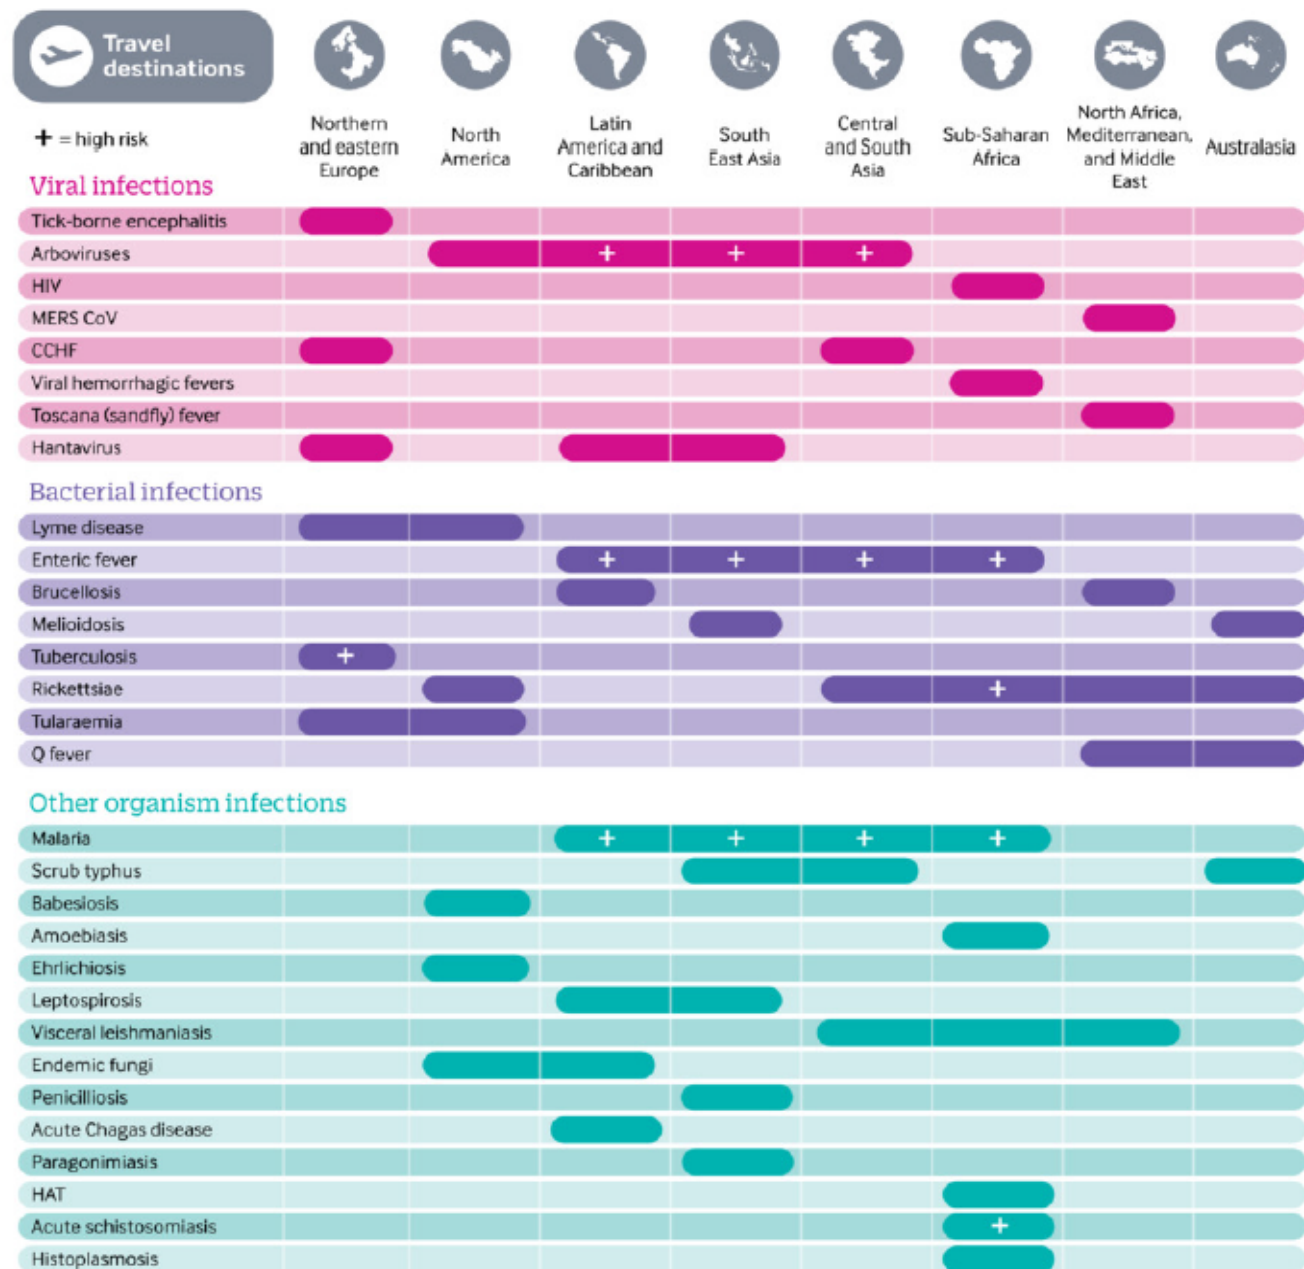 Travel
destinations
+ = high risk
Northern
and eastern
Europe
North
America
Latin
America and
Caribbean
South
East Asia
Central
and South
Asia
Sub-Saharan
Africa
North Africa,
Mediterranean,
and Middle
East
Australasia
Viral infections
Tick-borne encephalitis
Arboviruses + + +
HIV
MERS CoV
CCHF
Viral hemorrhagic fevers
Toscana (sandfly) fever
Hantavirus
Bacterial infections
Lyme disease
Enteric fever + + + +
Brucellosis
Melioidosis
Tuberculosis +
Rickettsiae +
Tularaemia
Q fever
Other organism infections
Malaria + + + +
Scrub typhus
Babesiosis
Amoebiasis
Ehrlichiosis
Leptospirosis
Visceral leishmaniasis
Endemic fungi
Penicilliosis
Acute Chagas disease
Paragonimiasis
HAT
Acute schistosomiasis +
Histoplasmosis